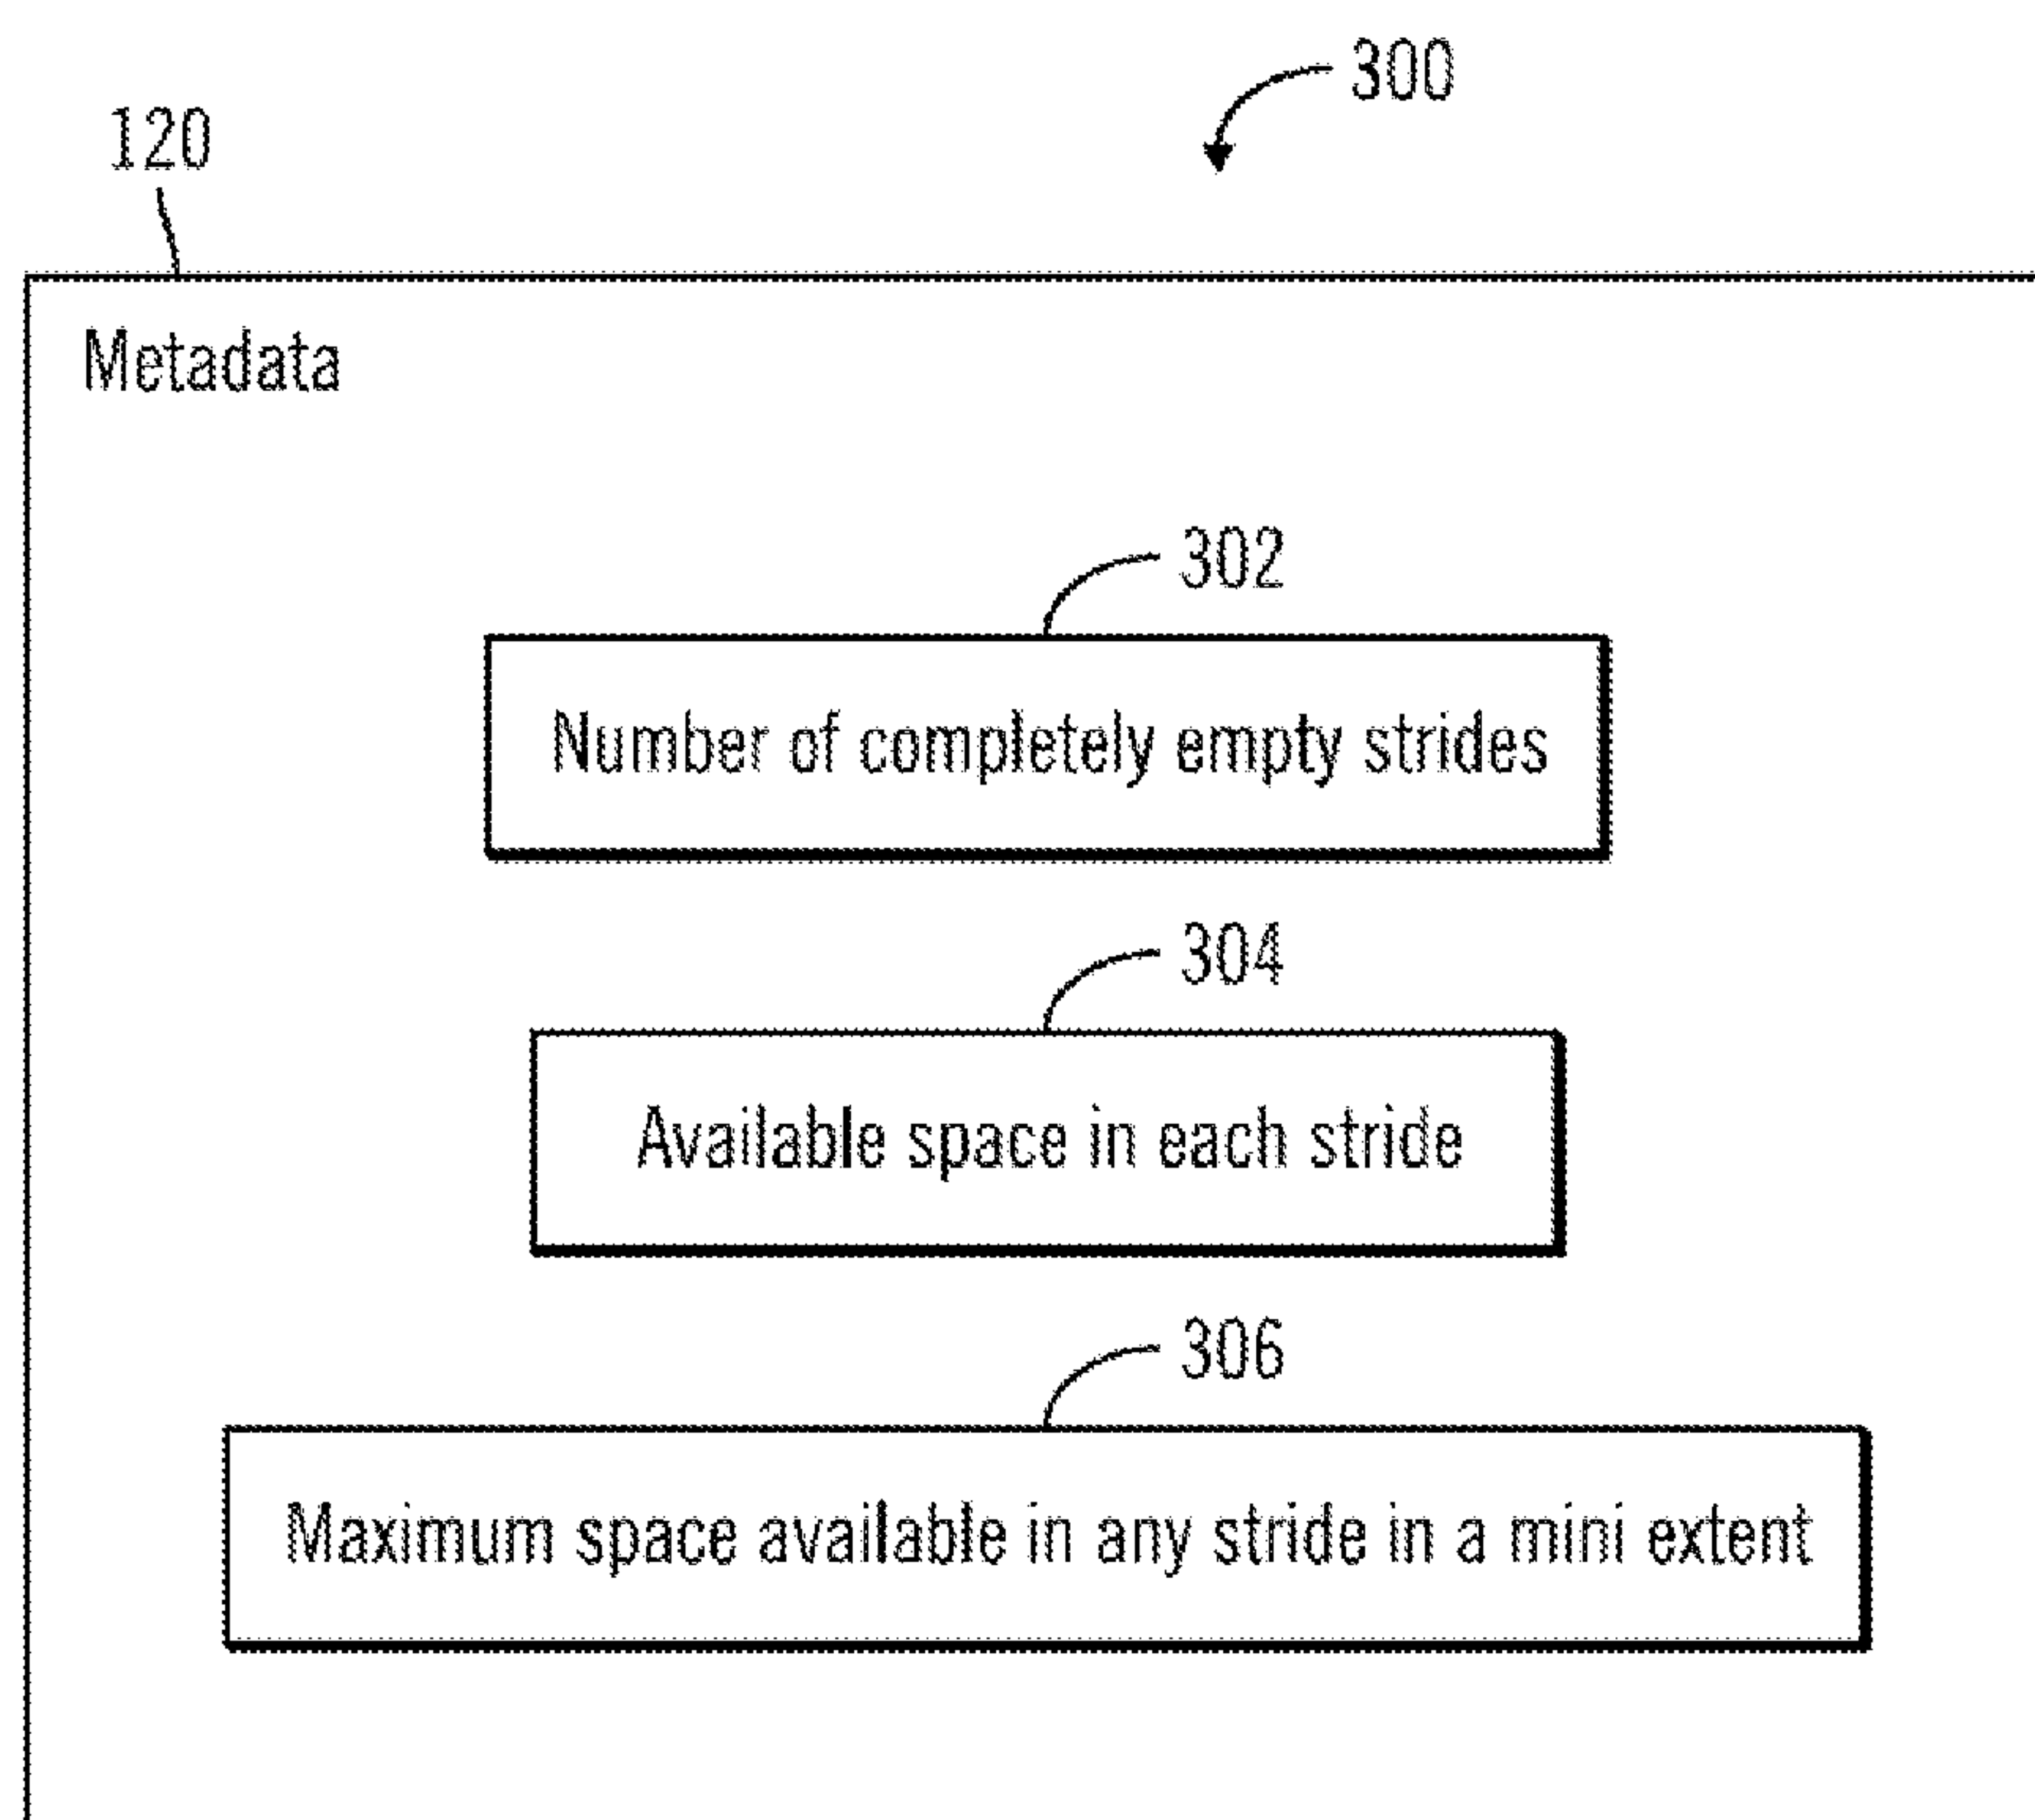 300
120
Metadata
302
Number of completely empty strides
304
Available space in each stride
306
Maximum space available in any stride in a mini extent